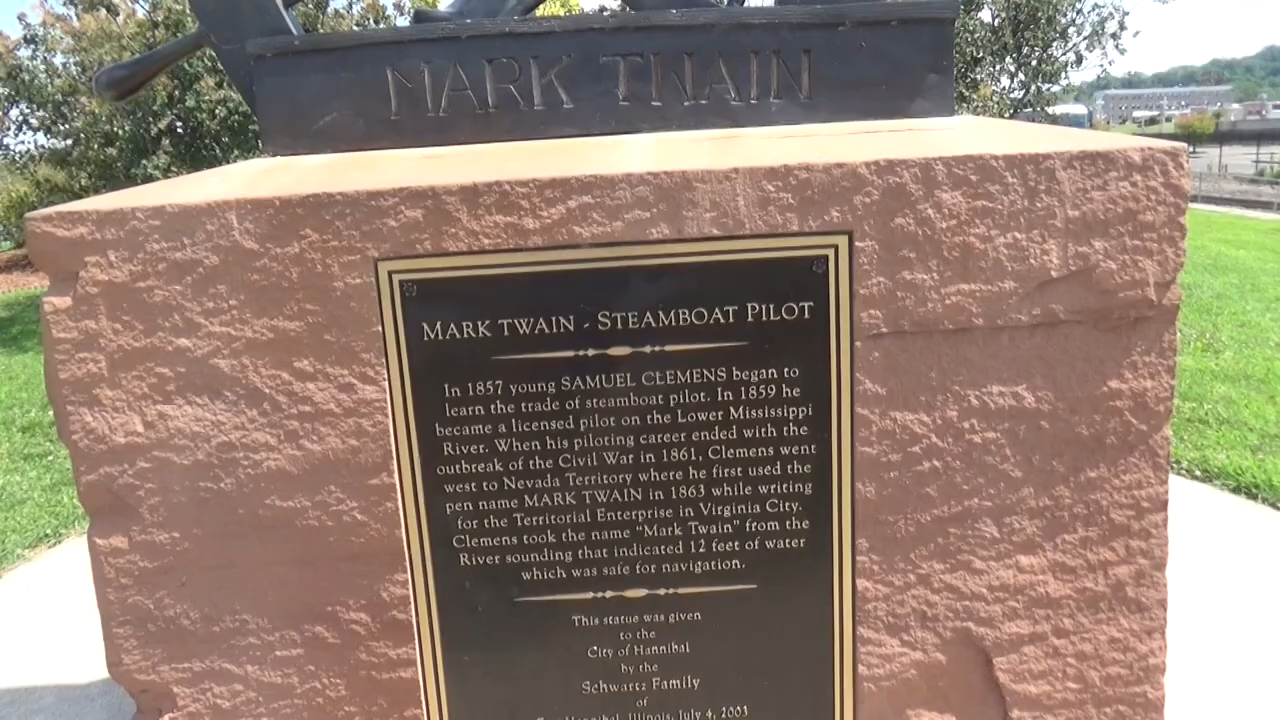 MARK TWAIN
MARK TWAIN - STEAMBOAT PILOT
In 1857 young SAMUEL CLEMENS began to
learn the trade of steamboat pilot. In 1859 he
became a licensed pilot on the Lower Mississippi
River. When his piloting career ended with the
outbreak of the Civil War in 1861, Clemens went
west to Nevada Territory where he first used the
pen name MARK TWAIN in 1863 while writing
for the Territorial Enterprise in Virginia City.
Clemens took the name "Mark Twain" from the
River sounding that indicated 12 feet of water
which was safe for navigation.
This statue was given
to the
City of Hannibal
by the
Schwartz Family
of
Hannibal, Illinois, July 4, 2003